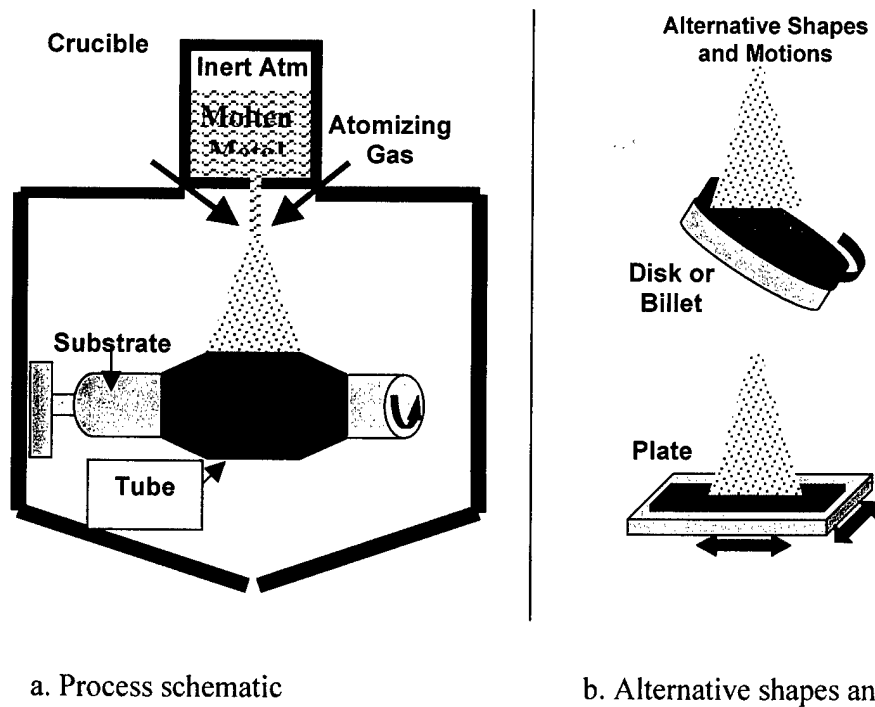 Crucible
Inert Atm
Molten
Metal
Atomizing
Gas
Substrate
Tube
Alternative Shapes
and Motions
Disk or
Billet
Plate
a. Process schematic
b. Alternative shapes an